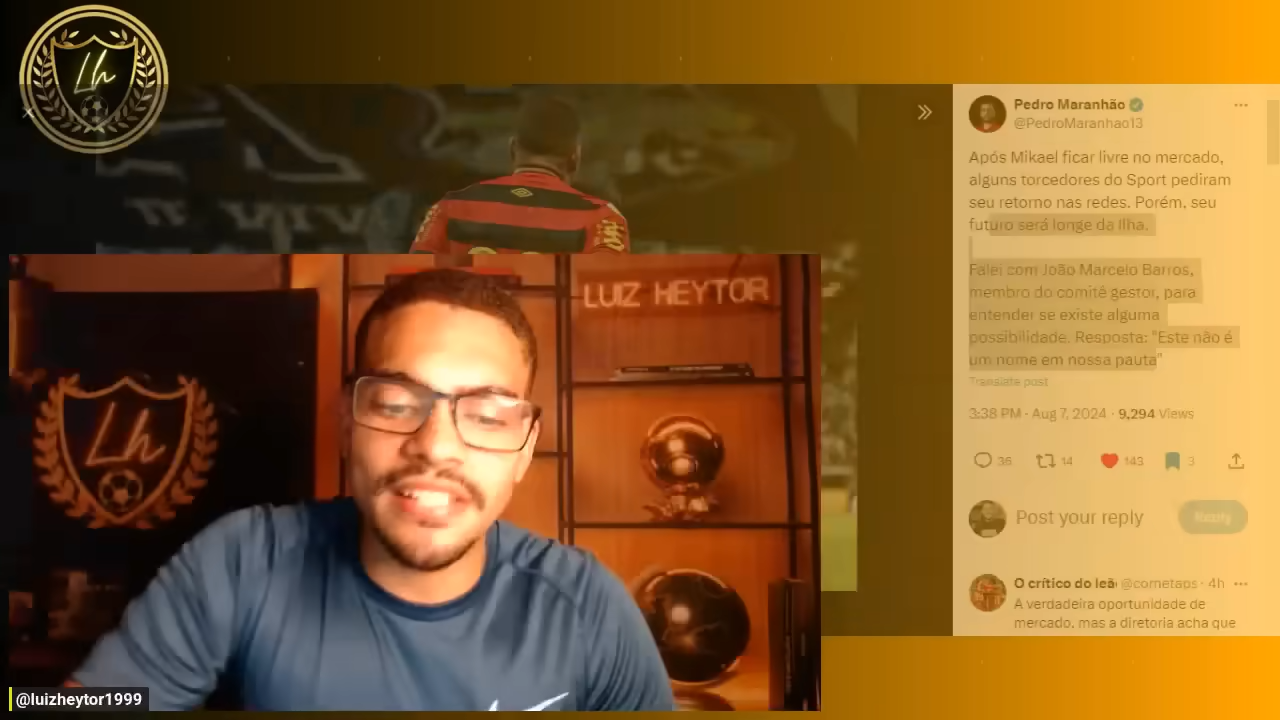 Lh
Pedro Maranhão
@PedroMaranhao13
Após Mikael ficar livre no mercado,
alguns torcedores do Sport pediram
seu retorno nas redes. Porém, seu
futuro será longe da Ilha.
Falei com João Marcelo Barros,
membro do comitê gestor, para
entender se existe alguma
possibilidade. Resposta: "Este não é
um nome em nossa pauta"
Translate post
3:38 PM · Aug 7, 2024 · 9,294 Views
36 14 143 3
Post your reply
Reply
O crítico do leã @cometaps · 4h
A verdadeira oportunidade de
mercado, mas a diretoria acha que
LUIZ HEYTOR
Lh
@luizheytor1999